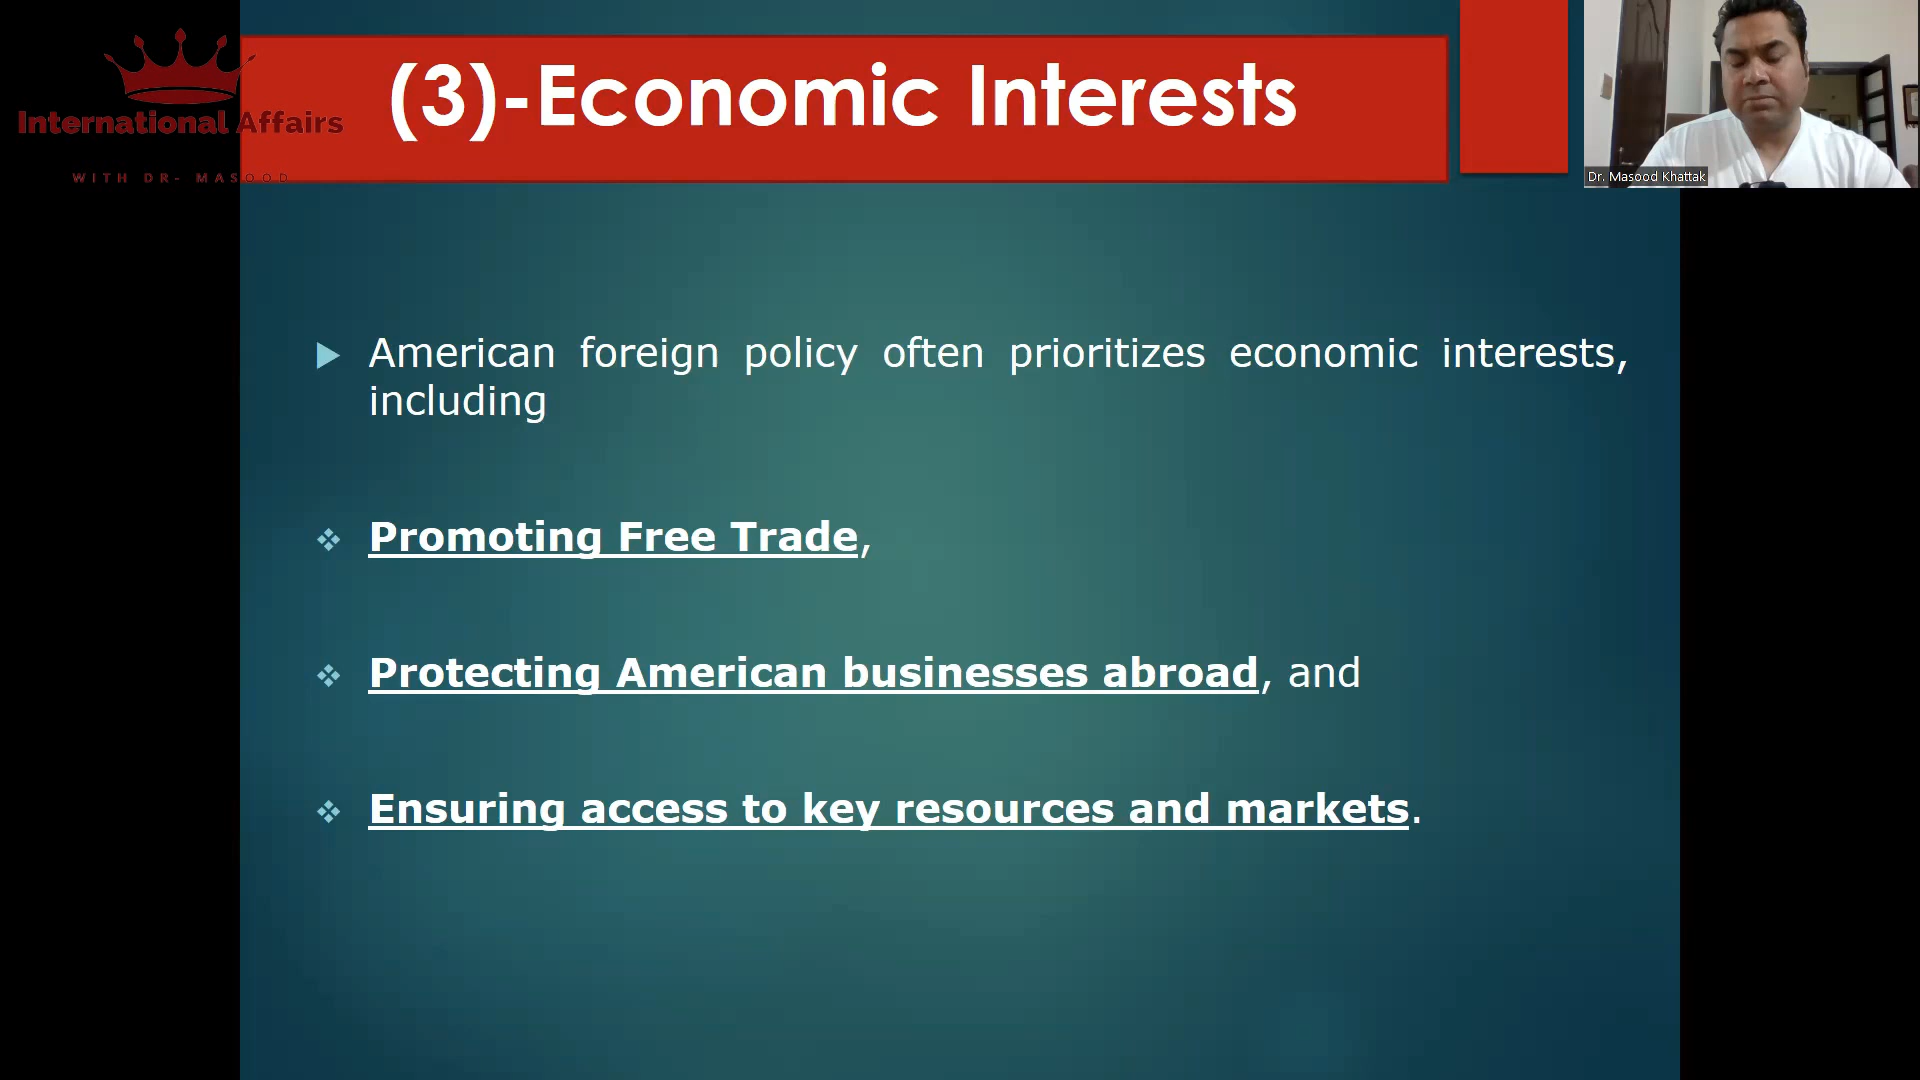 International Affairs
WITH DR- MASOOD
(3)-Economic Interests
Dr. Masood Khattak
American foreign policy often prioritizes economic interests,
including
Promoting Free Trade,
Protecting American businesses abroad, and
Ensuring access to key resources and markets.